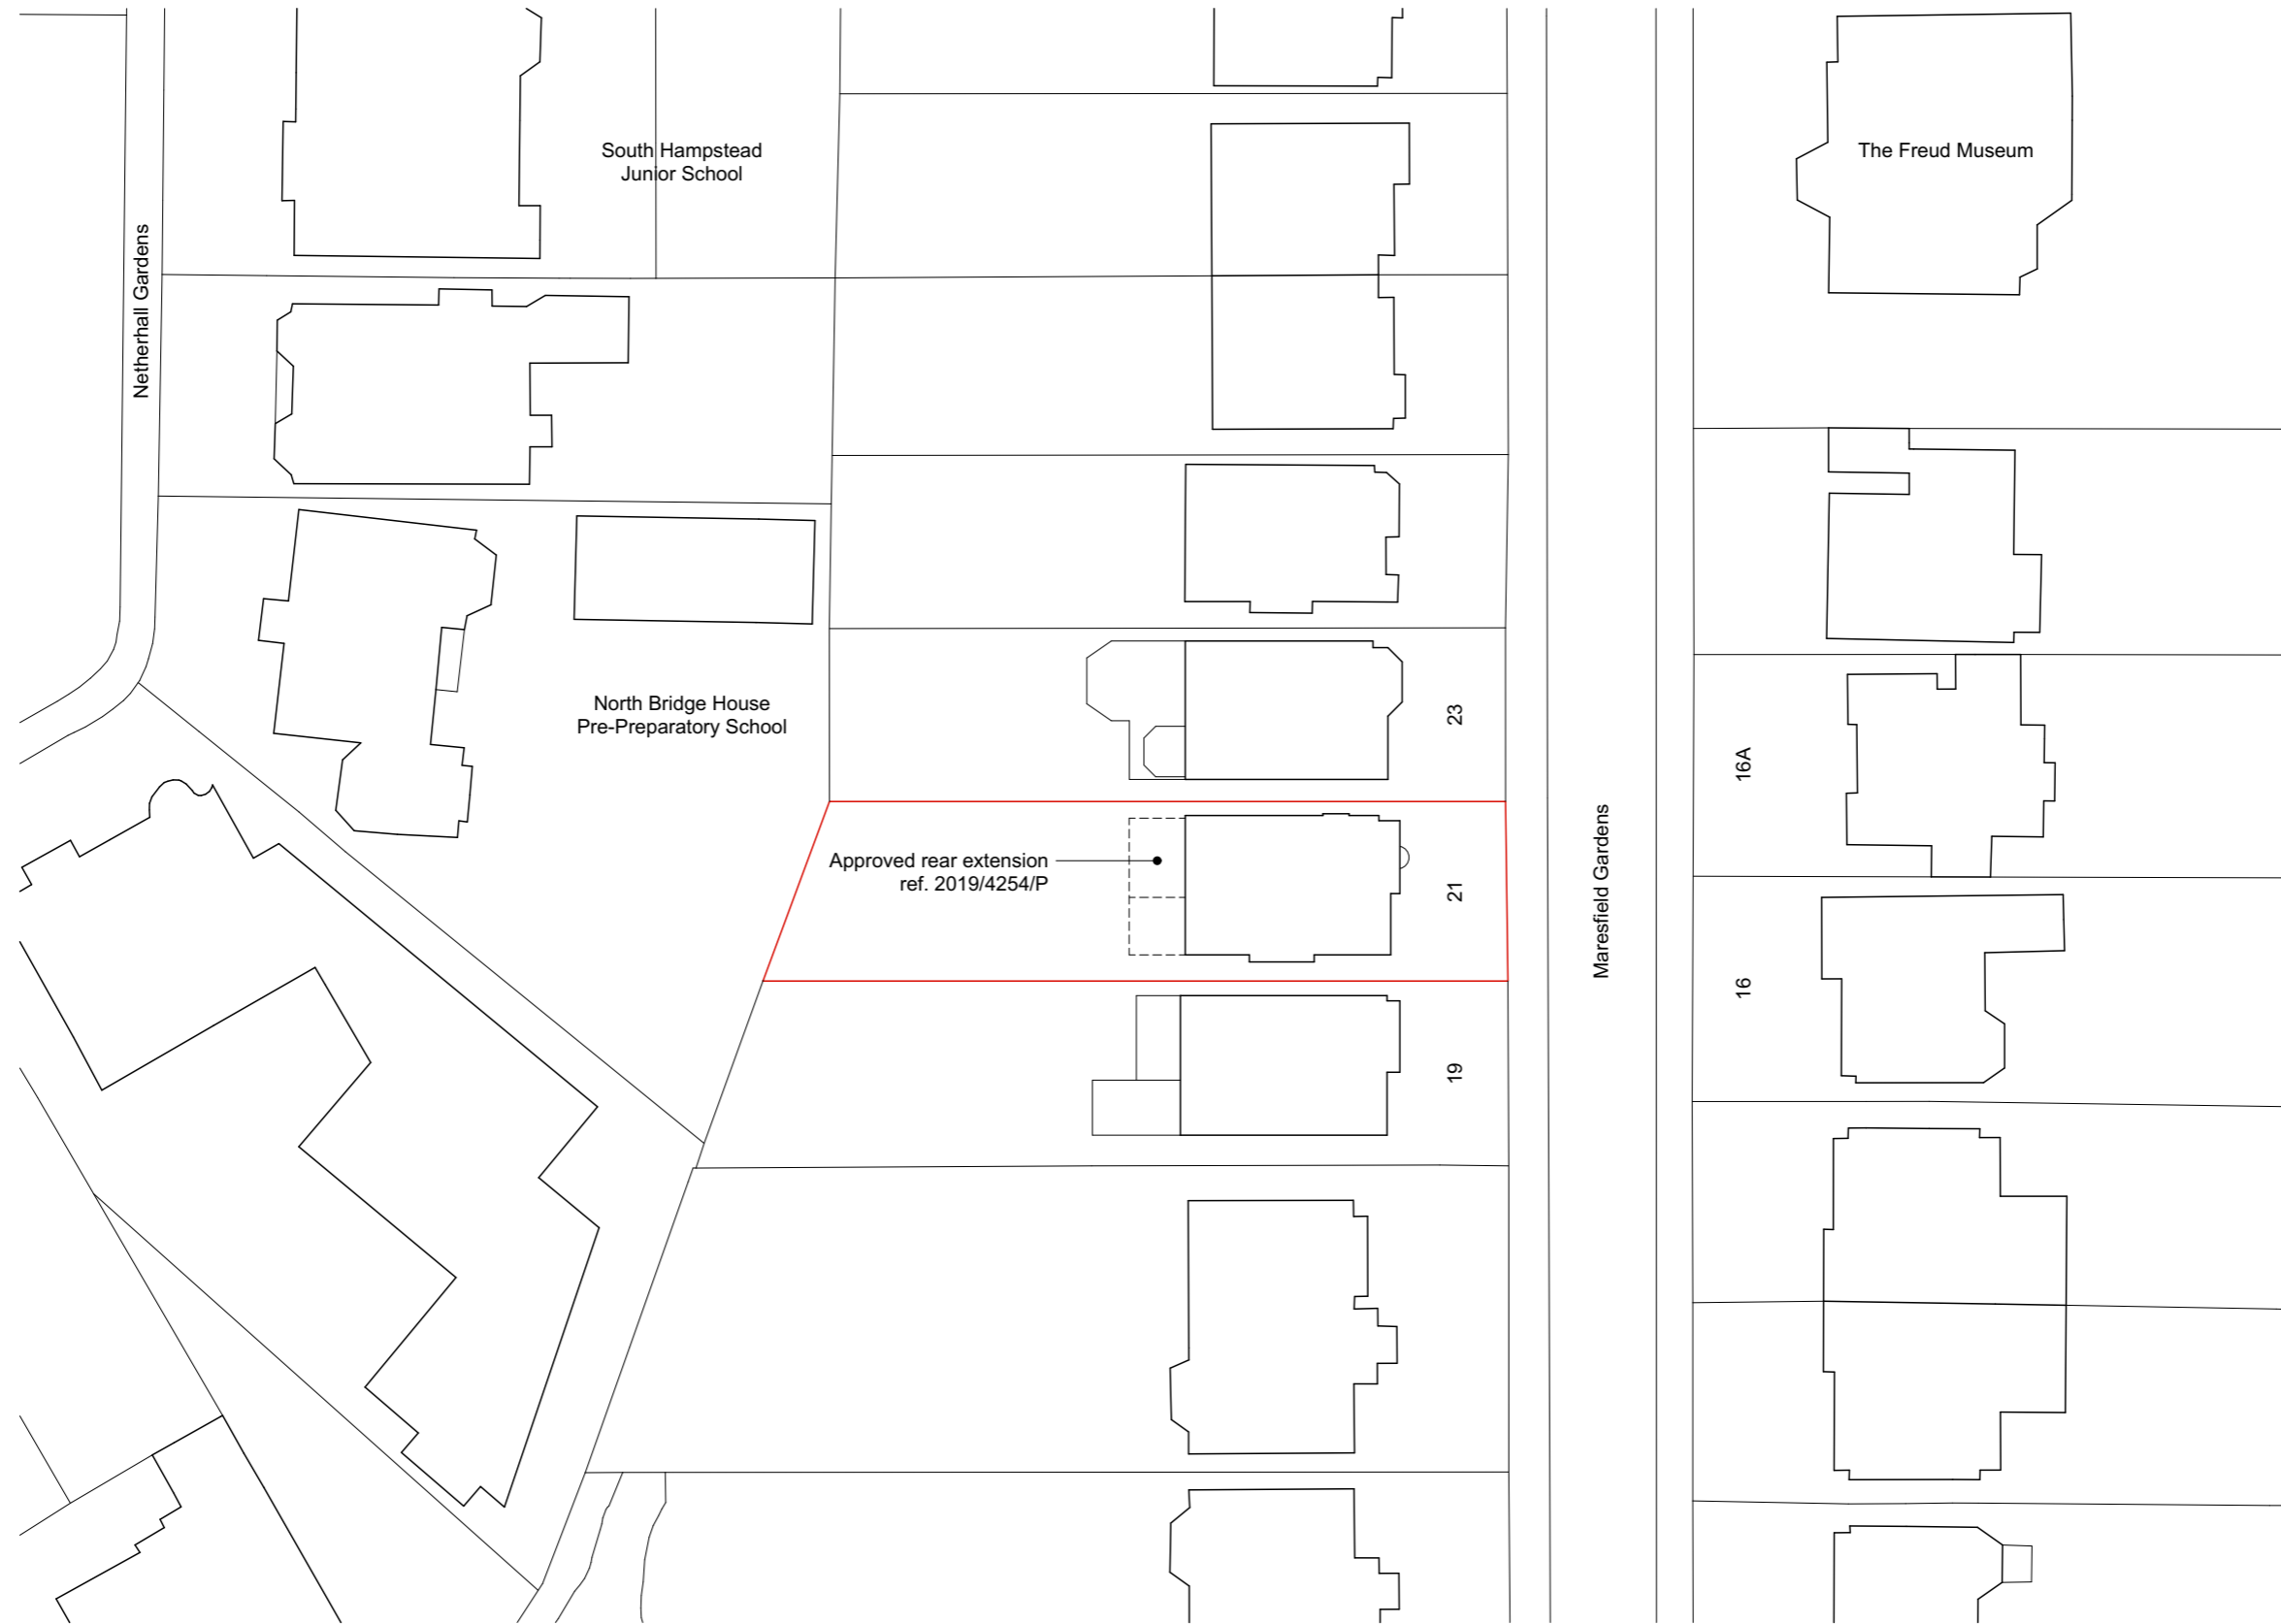 South Hampstead
Junior School
The Freud Museum
Netherhall Gardens
North Bridge House
Pre-Preparatory School
23
16A
Approved rear extension
ref. 2019/4254/P
21
Maresfield Gardens
16
19